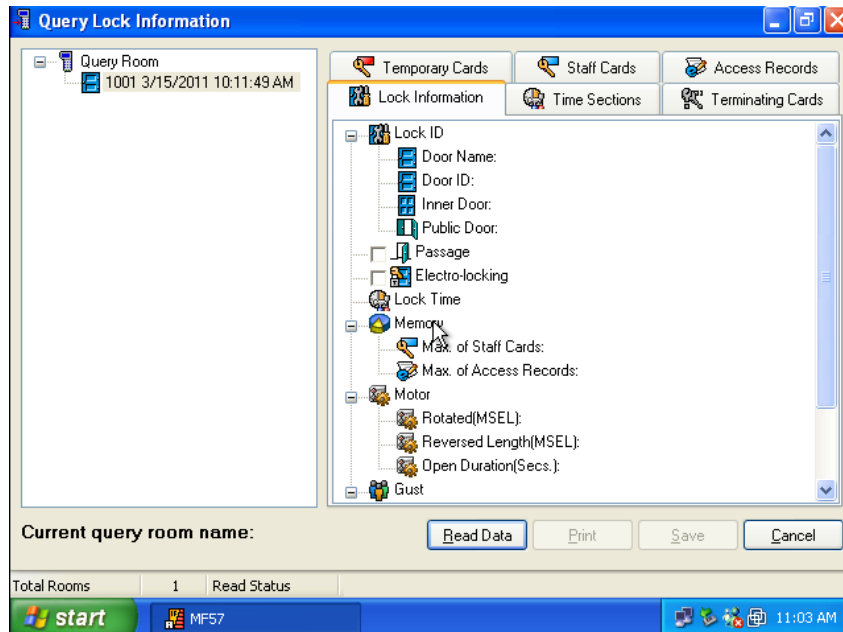 Query Lock Information
Query Room
1001 3/15/2011 10:11:49 AM
Temporary Cards
Staff Cards
Access Records
Lock Information
Time Sections
Terminating Cards
Lock ID
Door Name:
Door ID:
Inner Door:
Public Door:
Passage
Electro-locking
Lock Time
Memory
Max. of Staff Cards:
Max. of Access Records:
Motor
Rotated(MSEL):
Reversed Length(MSEL):
Open Duration(Secs.):
Gust
Current query room name:
Read Data
Print
Save
Cancel
Total Rooms 1 Read Status
start
MF57
11:03 AM